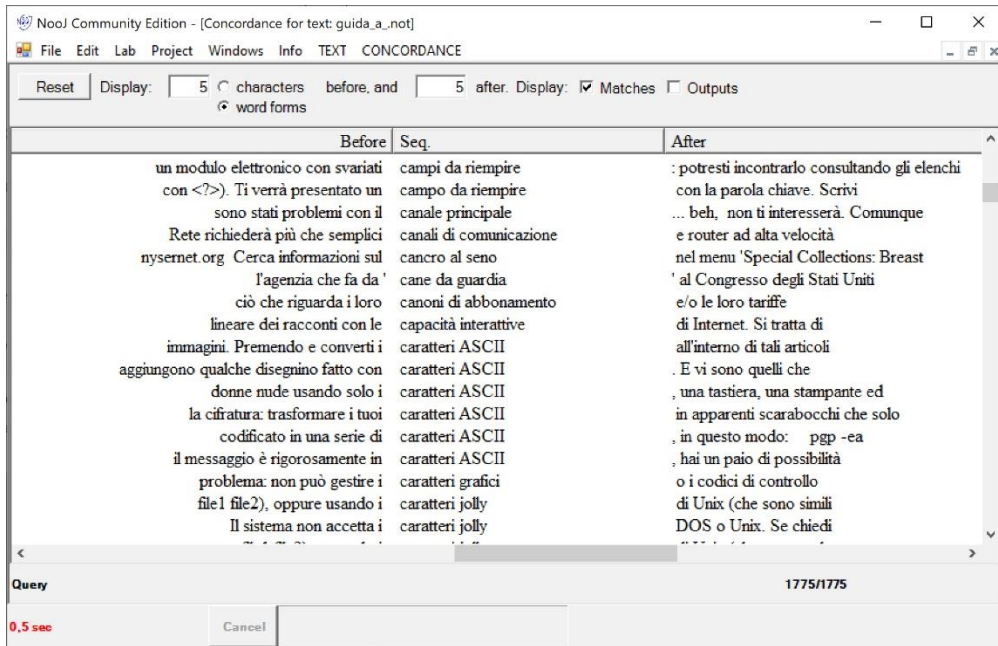 NooJ Community Edition - [Concordance for text: guida_a_.not]
File Edit Lab Project Windows Info TEXT CONCORDANCE
Reset Display: 5 characters before, and 5 after. Display: Matches Outputs
word forms
Before Seq. After
un modulo elettronico con svariati campi da riempire : potresti incontrarlo consultando gli elenchi
con <?>). Ti verrà presentato un campo da riempire con la parola chiave. Scrivi
sono stati problemi con il canale principale ... beh, non ti interesserà. Comunque
Rete richiederà più che semplici canali di comunicazione e router ad alta velocità
nysernet.org Cerca informazioni sul cancro al seno nel menu 'Special Collections: Breast
l'agenzia che fa da ' cane da guardia ' al Congresso degli Stati Uniti
ciò che riguarda i loro canoni di abbonamento e/o le loro tariffe
lineare dei racconti con le capacità interattive di Internet. Si tratta di
immagini. Premendo e converti i caratteri ASCII all'interno di tali articoli
aggiungono qualche disegnino fatto con caratteri ASCII . E vi sono quelli che
donne nude usando solo i caratteri ASCII , una tastiera, una stampante ed
la cifratura: trasformare i tuoi caratteri ASCII in apparenti scarabocchi che solo
codificato in una serie di caratteri ASCII , in questo modo: pgp -ea
il messaggio è rigorosamente in caratteri ASCII , hai un paio di possibilità
problema: non può gestire i caratteri grafici o i codici di controllo
file1 file2), oppure usando i caratteri jolly di Unix (che sono simili
Il sistema non accetta i caratteri jolly DOS o Unix. Se chiedi
Query 1775/1775
0,5 sec Cancel